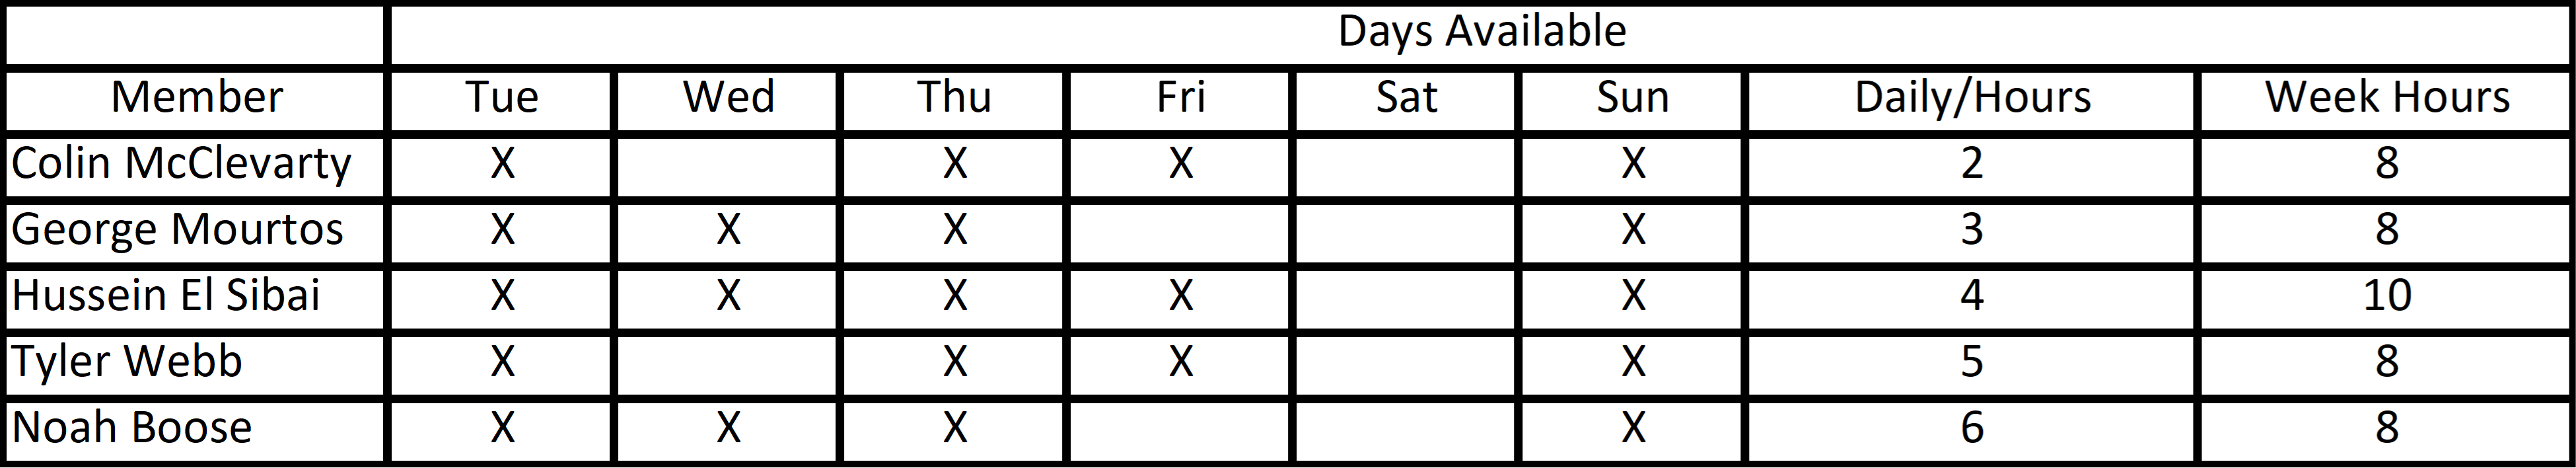 Days Available
Member Tue Wed Thu Fri Sat Sun Daily/Hours Week Hours
Colin McClevarty X X X X 2 8
George Mourtos X X X X 3 8
Hussein El Sibai X X X X X 4 10
Tyler Webb X X X X 5 8
Noah Boose X X X X 6 8